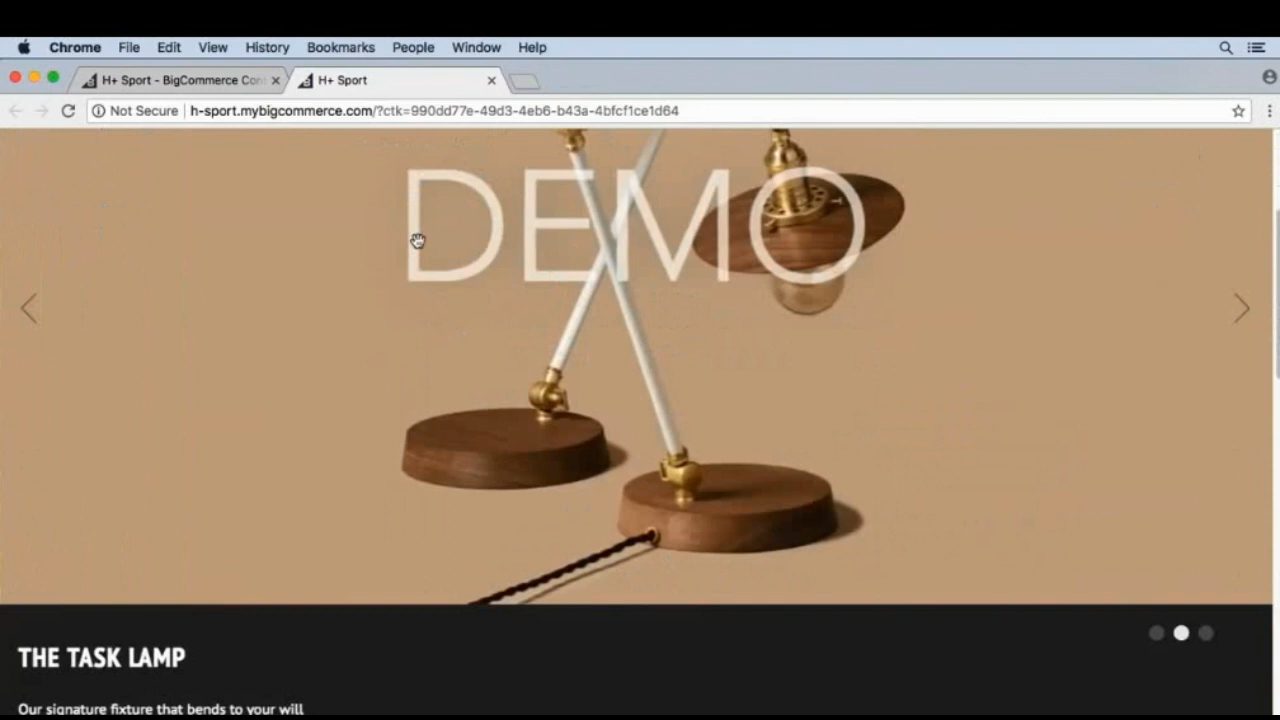 Chrome File Edit View History Bookmarks People Window Help
H+ Sport - BigCommerce Con
H+ Sport
Not Secure h-sport.mybigcommerce.com/?ctk=990dd77e-49d3-4eb6-b43a-4bfcf1ce1d64
DEMO
THE TASK LAMP
Our signature fixture that bends to your will